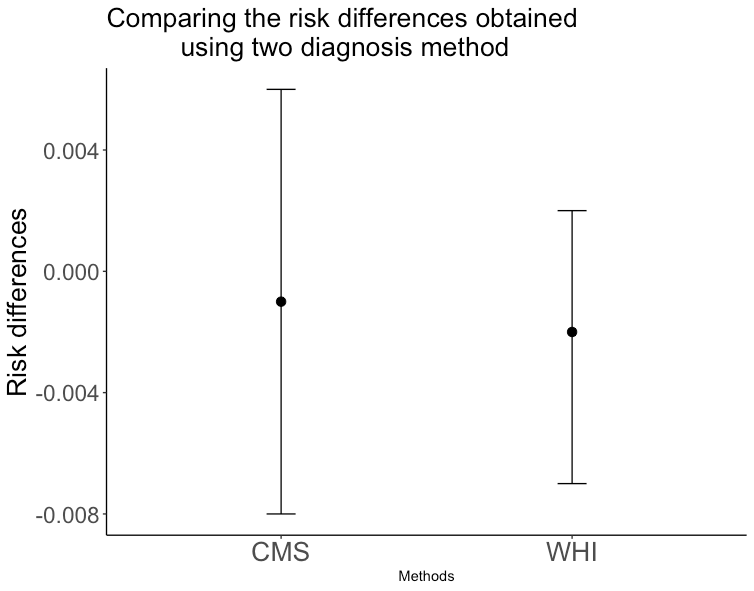 Comparing the risk differences obtained
using two diagnosis method
Risk differences
0.004
0.000
-0.004
-0.008
CMS
WHI
Methods